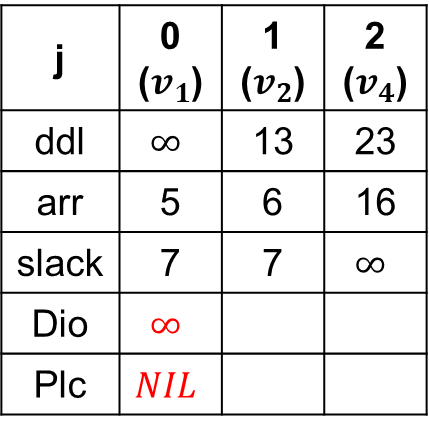 j 0 (v₁) 1 (v₂) 2 (v₄)
ddl ∞ 13 23
arr 5 6 16
slack 7 7 ∞
Dio ∞
Plc NIL